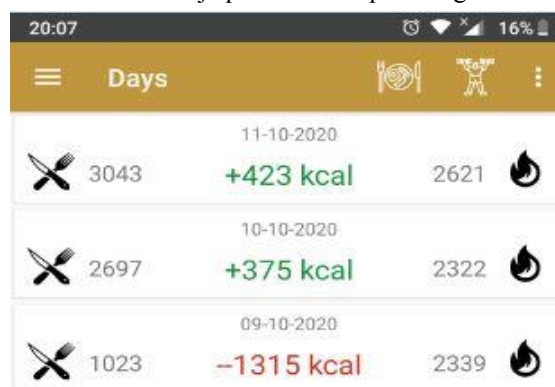 20:07 16%
Days
11-10-2020
3043 +423 kcal 2621
10-10-2020
2697 +375 kcal 2322
09-10-2020
1023 −1315 kcal 2339